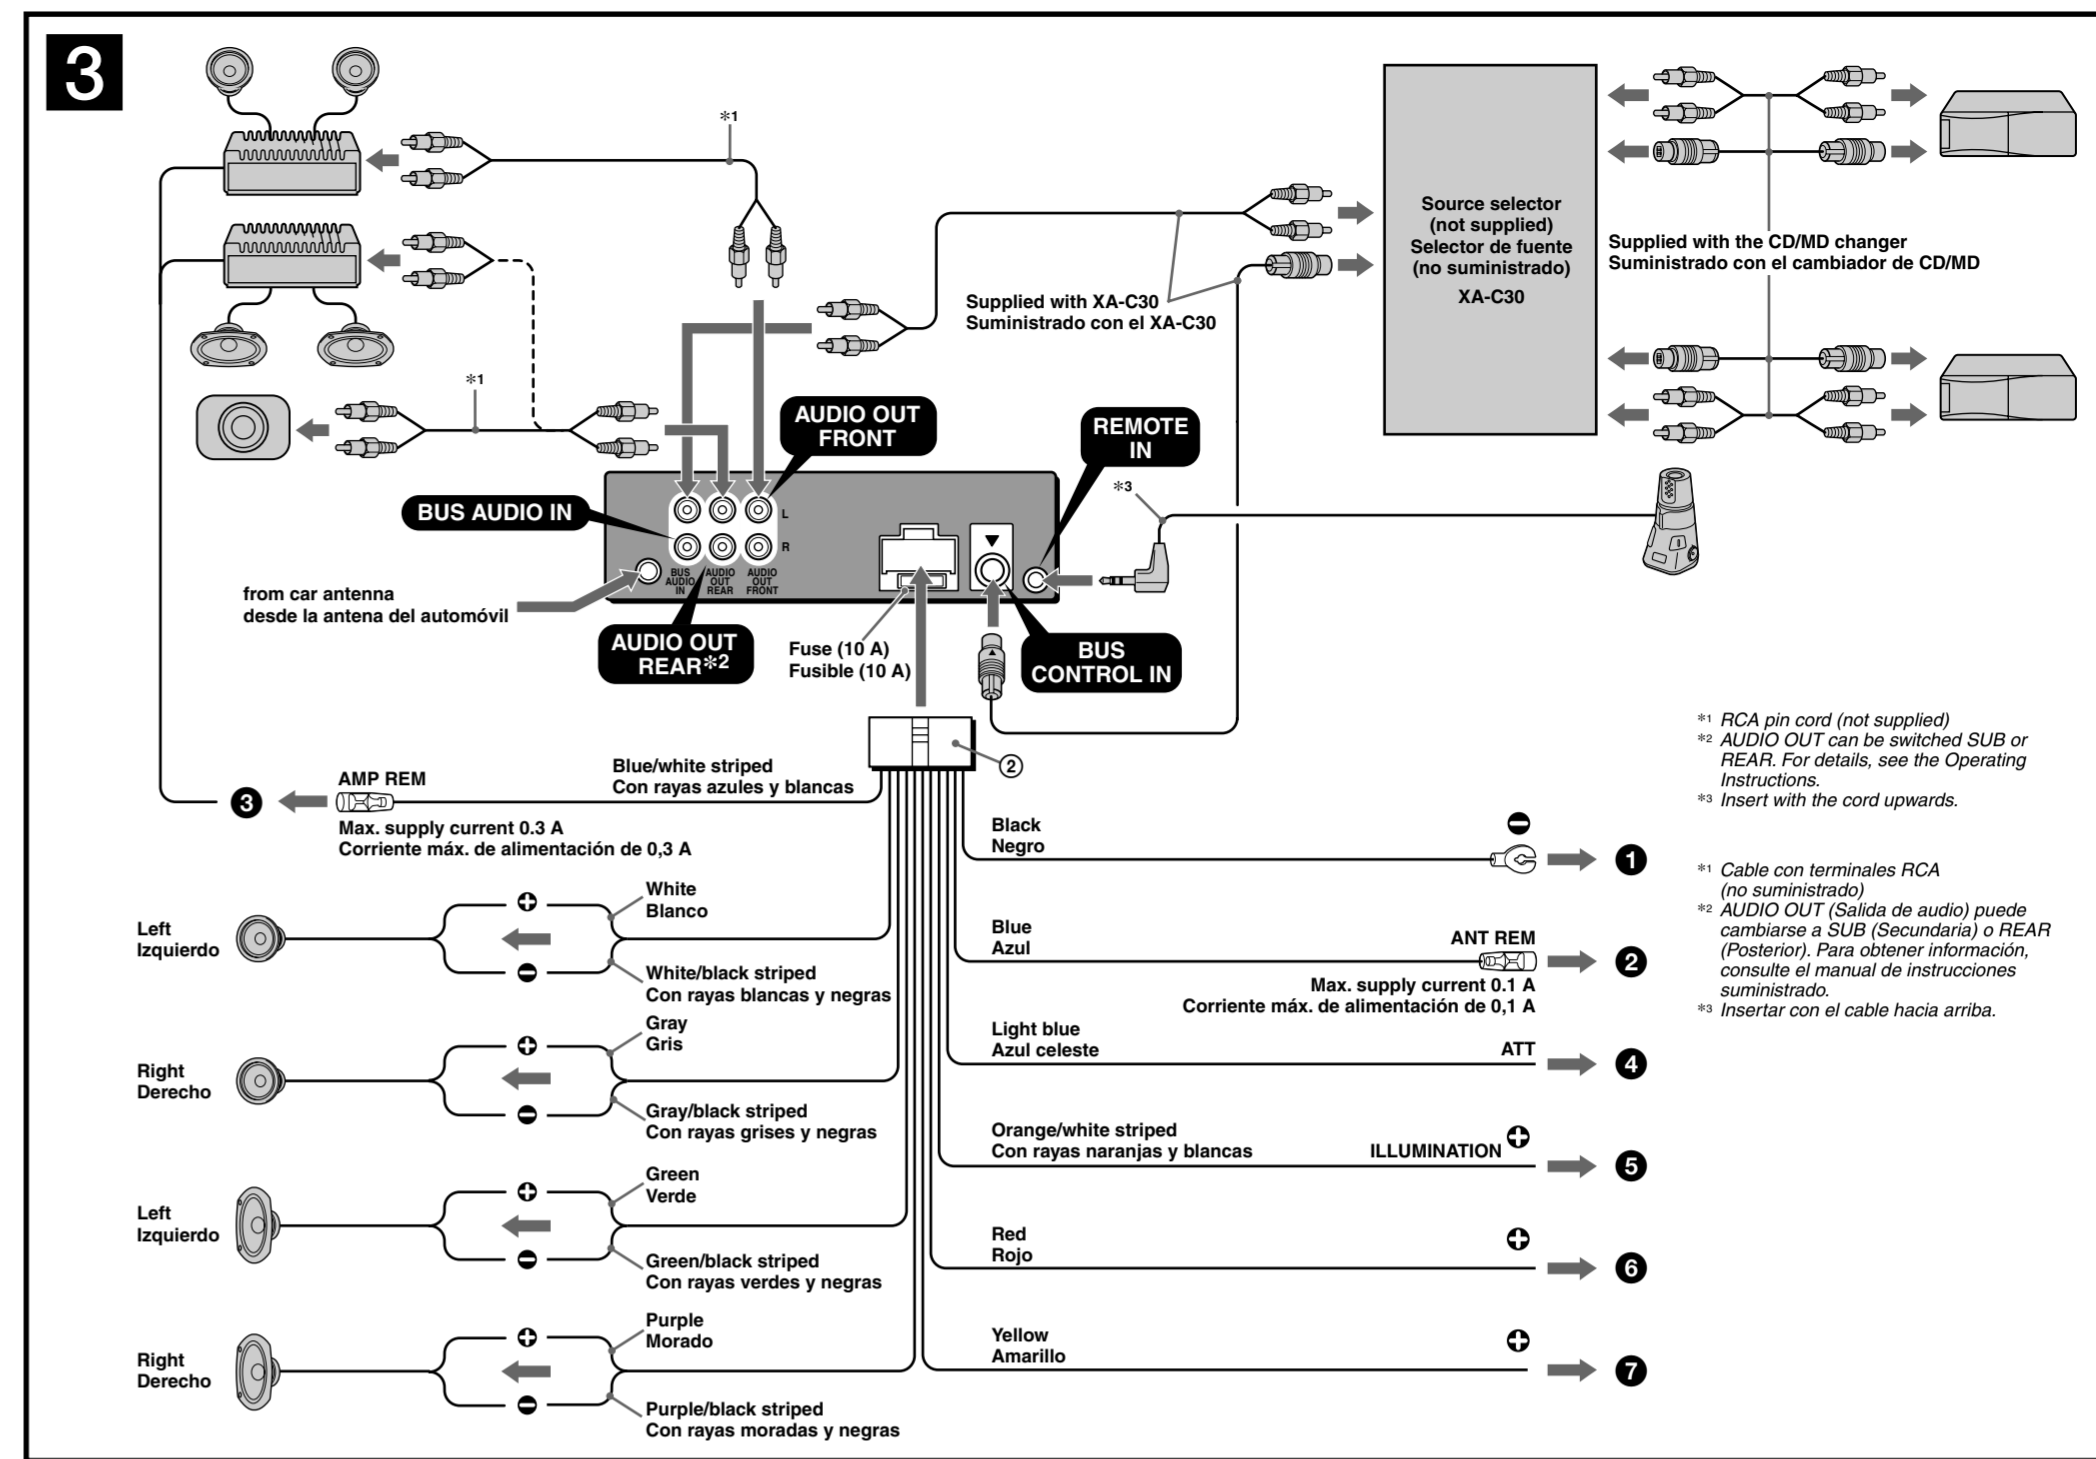 3
*1
Source selector
(not supplied)
Selector de fuente
(no suministrado)
XA-C30
Supplied with the CD/MD changer
Suministrado con el cambiador de CD/MD
Supplied with XA-C30
Suministrado con el XA-C30
*1
AUDIO OUT
FRONT
REMOTE
IN
*3
BUS AUDIO IN
L
R
BUS
AUDIO
IN
AUDIO
OUT
REAR
AUDIO
OUT
FRONT
from car antenna
desde la antena del automóvil
AUDIO OUT
REAR*2
Fuse (10 A)
Fusible (10 A)
BUS
CONTROL IN
2
*1 RCA pin cord (not supplied)
*2 AUDIO OUT can be switched SUB or
REAR. For details, see the Operating
Instructions.
*3 Insert with the cord upwards.
*1 Cable con terminales RCA
(no suministrado)
*2 AUDIO OUT (Salida de audio) puede
cambiarse a SUB (Secundaria) o REAR
(Posterior). Para obtener información,
consulte el manual de instrucciones
suministrado.
*3 Insertar con el cable hacia arriba.
3
AMP REM
Blue/white striped
Con rayas azules y blancas
Max. supply current 0.3 A
Corriente máx. de alimentación de 0,3 A
Left
Izquierdo
+
−
White
Blanco
White/black striped
Con rayas blancas y negras
Right
Derecho
+
−
Gray
Gris
Gray/black striped
Con rayas grises y negras
Left
Izquierdo
+
−
Green
Verde
Green/black striped
Con rayas verdes y negras
Right
Derecho
+
−
Purple
Morado
Purple/black striped
Con rayas moradas y negras
Black
Negro
−
1
Blue
Azul
ANT REM
2
Max. supply current 0.1 A
Corriente máx. de alimentación de 0,1 A
Light blue
Azul celeste
ATT
4
Orange/white striped
Con rayas naranjas y blancas
ILLUMINATION
+
5
Red
Rojo
+
6
Yellow
Amarillo
+
7